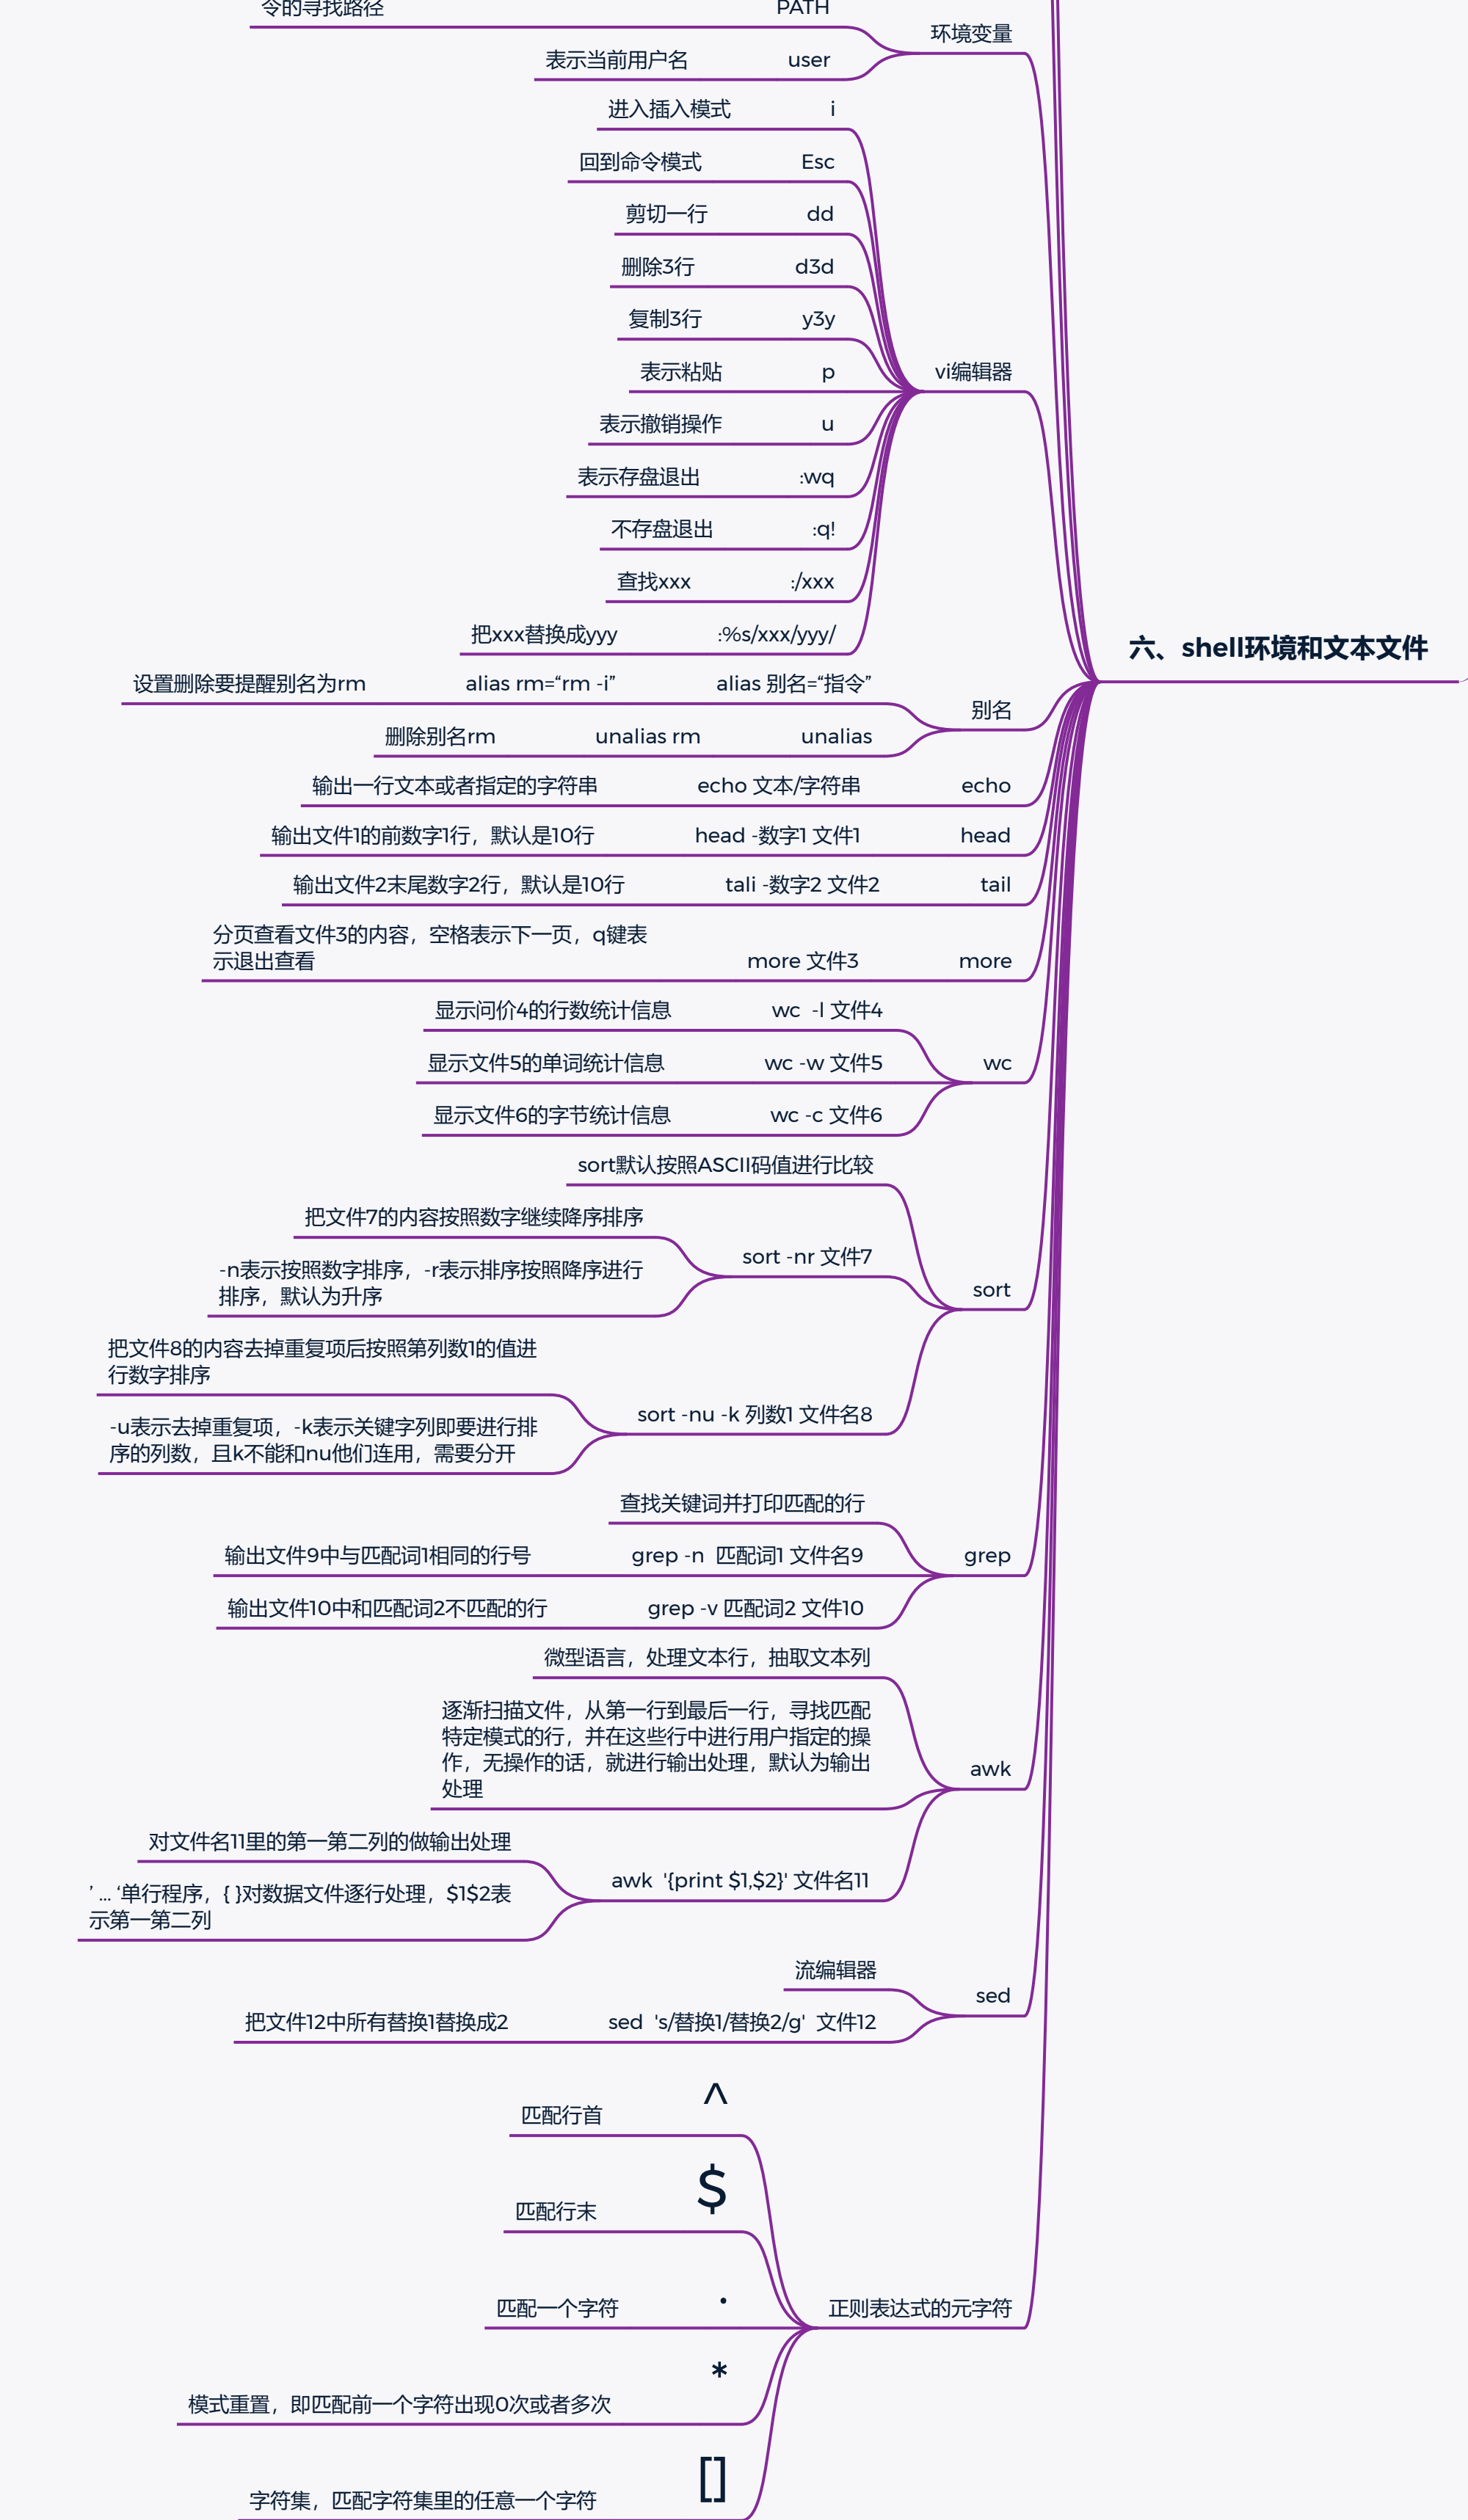 令的寻找路径 PATH
环境变量
表示当前用户名 user
进入插入模式 i
回到命令模式 Esc
剪切一行 dd
删除3行 d3d
复制3行 y3y
表示粘贴 p
vi编辑器
表示撤销操作 u
表示存盘退出 :wq
不存盘退出 :q!
查找xxx :/xxx
把xxx替换成yyy :%s/xxx/yyy/
六、shell环境和文本文件
设置删除要提醒别名为rm alias rm=“rm -i” alias 别名=“指令”
别名
删除别名rm unalias rm unalias
输出一行文本或者指定的字符串 echo 文本/字符串 echo
输出文件1的前数字1行，默认是10行 head -数字1 文件1 head
输出文件2末尾数字2行，默认是10行 tali -数字2 文件2 tail
分页查看文件3的内容，空格表示下一页，q键表
示退出查看 more 文件3 more
显示问价4的行数统计信息 wc -l 文件4
显示文件5的单词统计信息 wc -w 文件5 wc
显示文件6的字节统计信息 wc -c 文件6
sort默认按照ASCII码值进行比较
把文件7的内容按照数字继续降序排序
sort -nr 文件7
-n表示按照数字排序，-r表示排序按照降序进行
排序，默认为升序
sort
把文件8的内容去掉重复项后按照第列数1的值进
行数字排序
sort -nu -k 列数1 文件名8
-u表示去掉重复项，-k表示关键字列即要进行排
序的列数，且k不能和nu他们连用，需要分开
查找关键词并打印匹配的行
输出文件9中与匹配词1相同的行号 grep -n 匹配词1 文件名9 grep
输出文件10中和匹配词2不匹配的行 grep -v 匹配词2 文件10
微型语言，处理文本行，抽取文本列
逐渐扫描文件，从第一行到最后一行，寻找匹配
特定模式的行，并在这些行中进行用户指定的操
作，无操作的话，就进行输出处理，默认为输出
处理
awk
对文件名11里的第一第二列的做输出处理
awk '{print $1,$2}' 文件名11
’ ... ‘单行程序，{ }对数据文件逐行处理，$1$2表
示第一第二列
流编辑器
sed
把文件12中所有替换1替换成2 sed 's/替换1/替换2/g' 文件12
匹配行首 ^
匹配行末 $
匹配一个字符 .
正则表达式的元字符
模式重置，即匹配前一个字符出现0次或者多次 *
字符集，匹配字符集里的任意一个字符 []